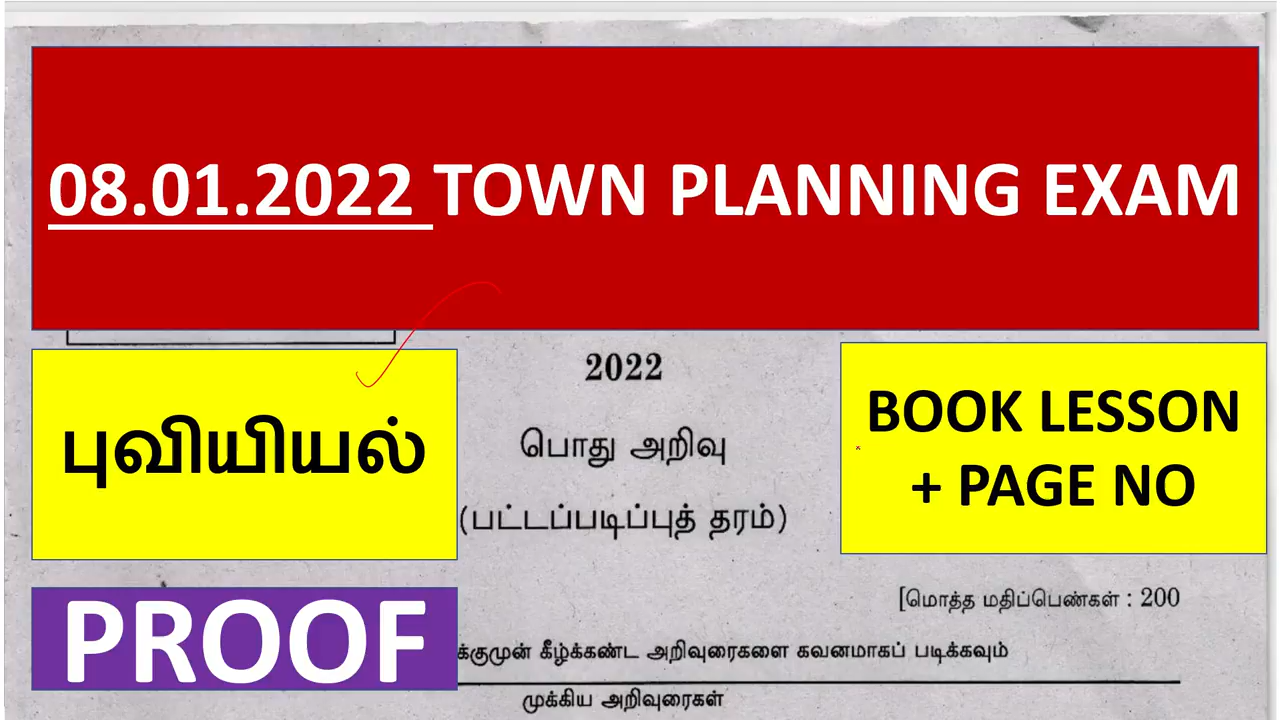 08.01.2022 TOWN PLANNING EXAM
2022
புவியியல்
பொது அறிவு
BOOK LESSON
+ PAGE NO
(பட்டப்படிப்புத் தரம்)
[மொத்த மதிப்பெண்கள் : 200
PROOF
கீழ்க்கண்ட அறிவுரைகளை கவனமாகப் படிக்கவும்
முக்கிய அறிவுரைகள்